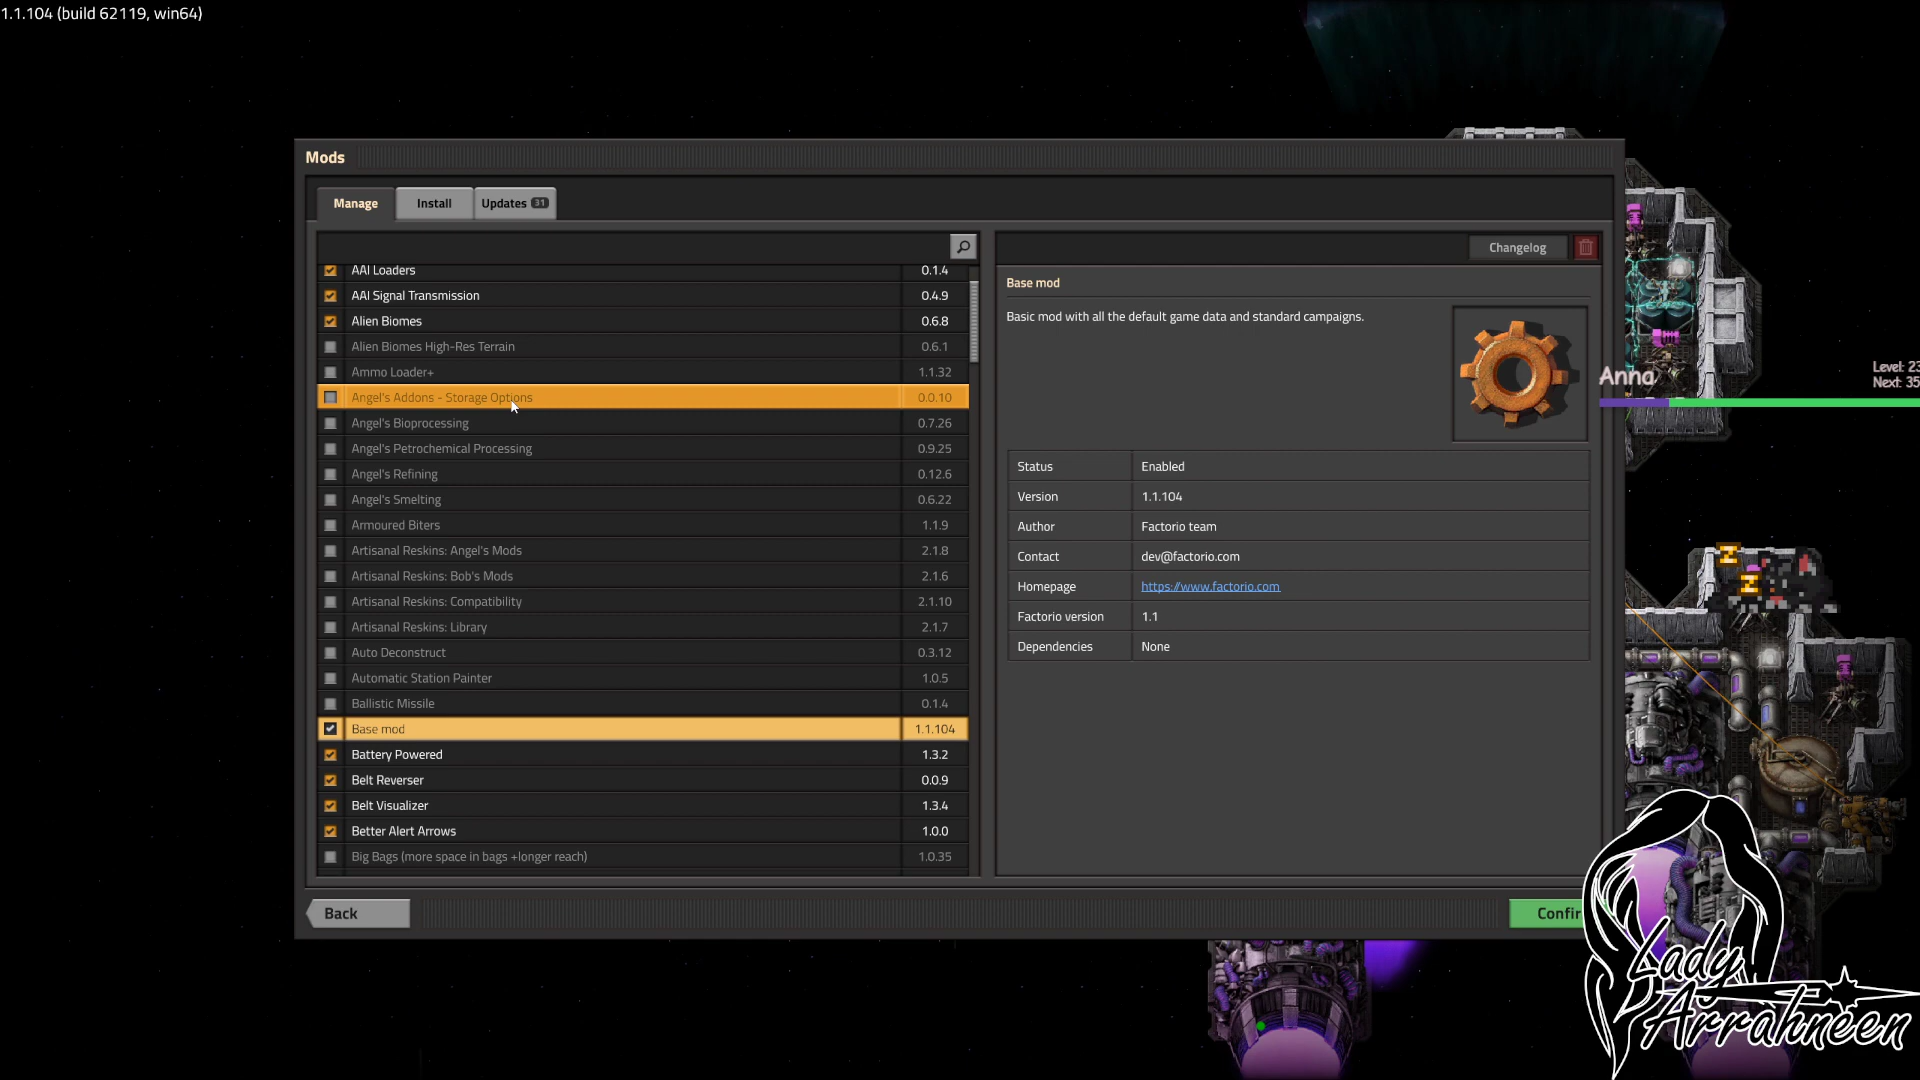 1.1.104 (build 62119, win64)
Mods
Manage
Install
Updates 31
AAI Loaders 0.1.4
AAI Signal Transmission 0.4.9
Alien Biomes 0.6.8
Alien Biomes High-Res Terrain 0.6.1
Ammo Loader+ 1.1.32
Angel's Addons - Storage Options 0.0.10
Angel's Bioprocessing 0.7.26
Angel's Petrochemical Processing 0.9.25
Angel's Refining 0.12.6
Angel's Smelting 0.6.22
Armoured Biters 1.1.9
Artisanal Reskins: Angel's Mods 2.1.8
Artisanal Reskins: Bob's Mods 2.1.6
Artisanal Reskins: Compatibility 2.1.10
Artisanal Reskins: Library 2.1.7
Auto Deconstruct 0.3.12
Automatic Station Painter 1.0.5
Ballistic Missile 0.1.4
Base mod 1.1.104
Battery Powered 1.3.2
Belt Reverser 0.0.9
Belt Visualizer 1.3.4
Better Alert Arrows 1.0.0
Big Bags (more space in bags +longer reach) 1.0.35
Back
Changelog
Base mod
Basic mod with all the default game data and standard campaigns.
Status Enabled
Version 1.1.104
Author Factorio team
Contact dev@factorio.com
Homepage https://www.factorio.com
Factorio version 1.1
Dependencies None
Confir
Anna
Level: 23
Next: 35
Z
Z
Lady
Arrahneen